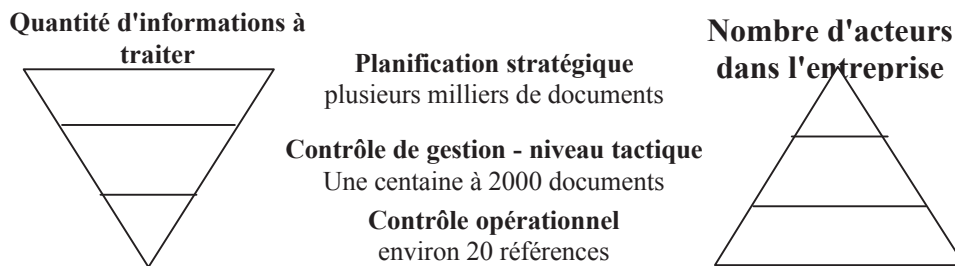 Quantité d'informations à
traiter
Planification stratégique
plusieurs milliers de documents
Contrôle de gestion - niveau tactique
Une centaine à 2000 documents
Contrôle opérationnel
environ 20 références
Nombre d'acteurs
dans l'entreprise